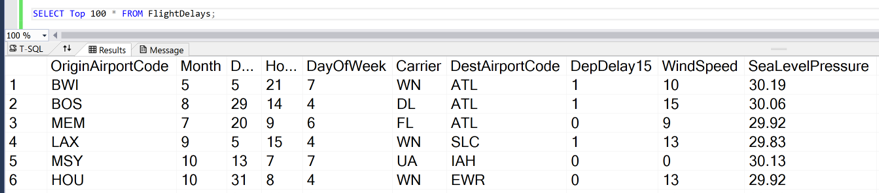 SELECT Top 100 * FROM FlightDelays;
100 %
T-SQL Results Message
OriginAirportCode Month D... Ho... DayOfWeek Carrier DestAirportCode DepDelay15 WindSpeed SeaLevelPressure
1 BWI 5 5 21 7 WN ATL 1 10 30.19
2 BOS 8 29 14 4 DL ATL 1 15 30.06
3 MEM 7 20 9 6 FL ATL 0 9 29.92
4 LAX 9 5 15 4 WN SLC 1 13 29.83
5 MSY 10 13 7 7 UA IAH 0 0 30.13
6 HOU 10 31 8 4 WN EWR 0 13 29.92